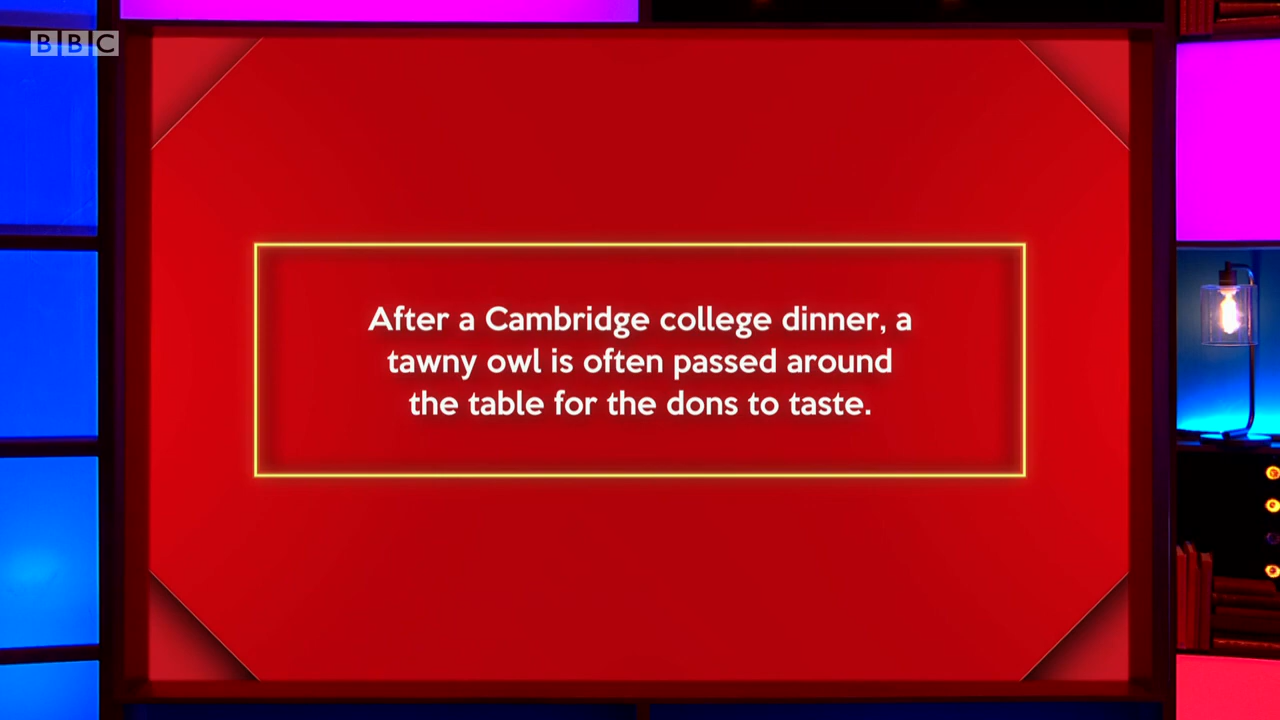 BBC
After a Cambridge college dinner, a
tawny owl is often passed around
the table for the dons to taste.